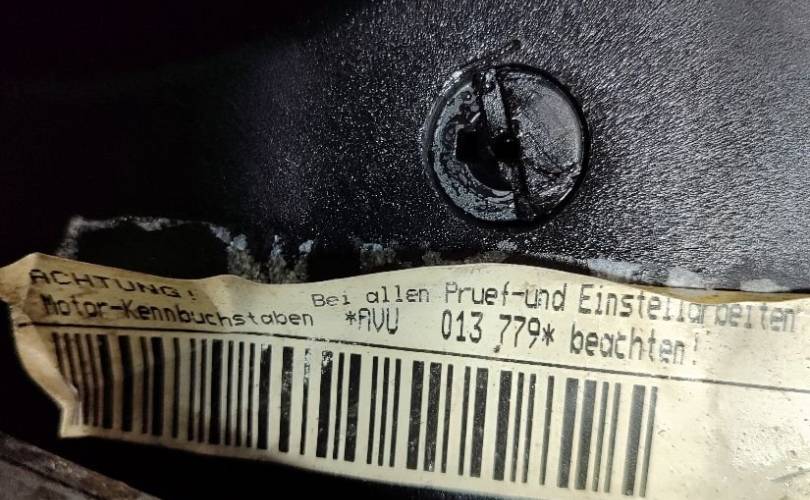 ACHTUNG! Bei allen Pruef-und Einstellarbeiten
Motor-Kennbuchstaben *AVU 013 779* beachten!